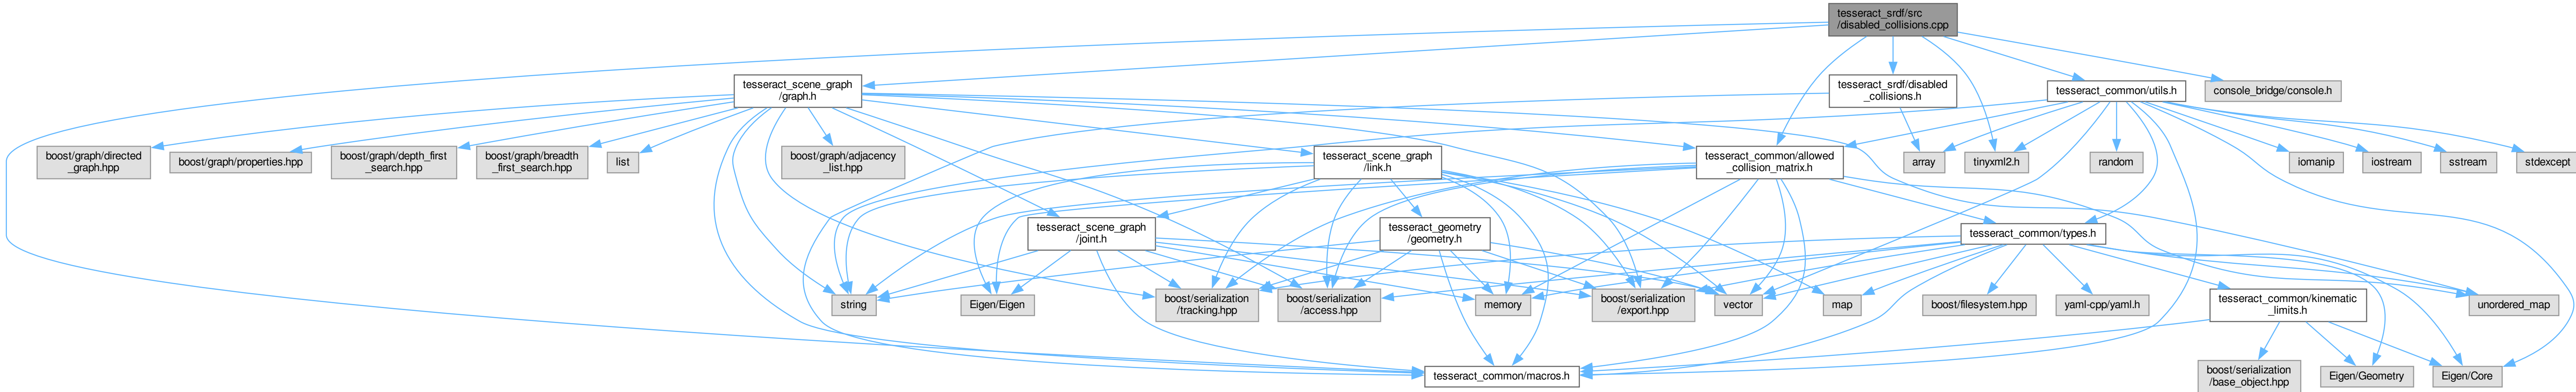 tesseract_srdf/src
/disabled_collisions.cpp
tesseract_scene_graph
/graph.h
tesseract_srdf/disabled
_collisions.h
tesseract_common/utils.h
console_bridge/console.h
boost/graph/directed
_graph.hpp
boost/graph/properties.hpp
boost/graph/depth_first
_search.hpp
boost/graph/breadth
_first_search.hpp
list
boost/graph/adjacency
_list.hpp
tesseract_scene_graph
/link.h
tesseract_common/allowed
_collision_matrix.h
array
tinyxml2.h
random
iomanip
iostream
sstream
stdexcept
tesseract_scene_graph
/joint.h
tesseract_geometry
/geometry.h
tesseract_common/types.h
string
Eigen/Eigen
boost/serialization
/tracking.hpp
boost/serialization
/access.hpp
memory
boost/serialization
/export.hpp
vector
map
boost/filesystem.hpp
yaml-cpp/yaml.h
tesseract_common/kinematic
_limits.h
unordered_map
tesseract_common/macros.h
boost/serialization
/base_object.hpp
Eigen/Geometry
Eigen/Core